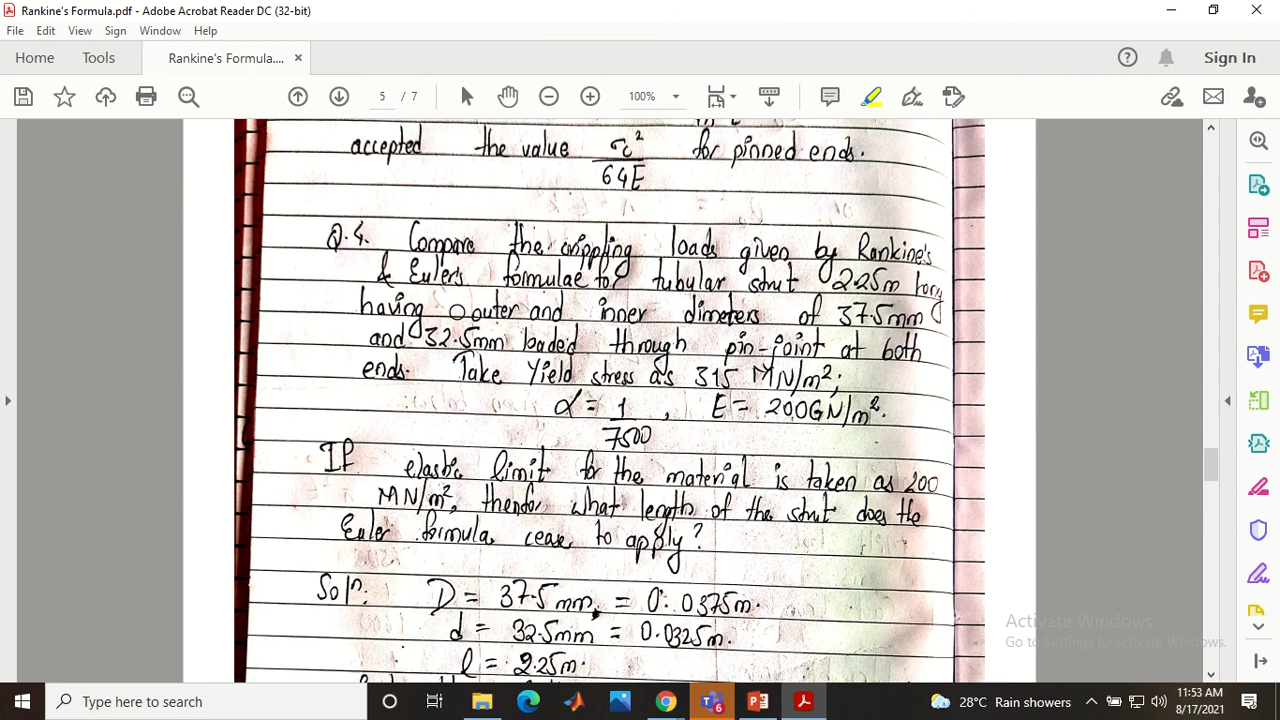 Rankine's Formula.pdf - Adobe Acrobat Reader DC (32-bit)
File Edit View Sign Window Help
Home Tools Rankine's Formula.... × Sign In
5 / 7 100%
accepted the value σc² / 64E for pinned ends.
Q.4. Compare the crippling loads given by Rankine's
& Euler's formulae for tubular strut 2.25m long
having outer and inner dimeters of 37.5mm
and 32.5mm loaded through pin-joint at both
ends. Take Yield stress as 315 MN/m²;
α = 1/7500, E = 200GN/m².
If elastic limit for the material is taken as 200
MN/m², then for what length of the strut does the
Euler formula cease to apply?
Soln: D = 37.5mm = 0.0375m.
d = 32.5mm = 0.0325m.
l = 2.25m.
Activate Windows
Go to Settings to activate Windows.
Type here to search
6
28°C Rain showers
11:53 AM
8/17/2021